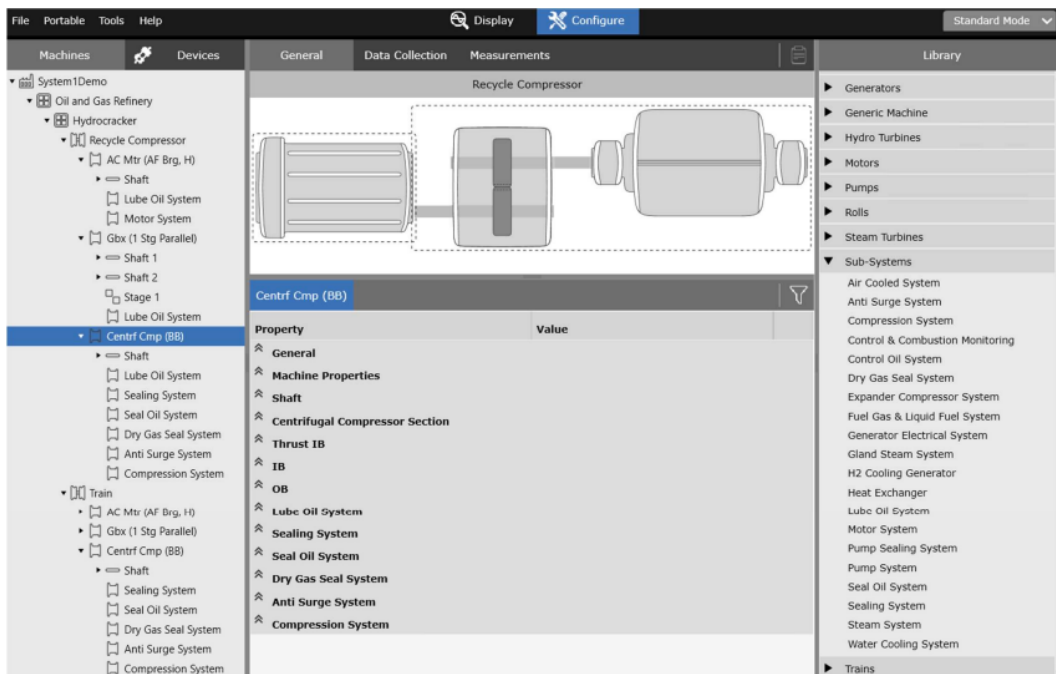 File Portable Tools Help Display Configure Standard Mode
Machines Devices
System1Demo
Oil and Gas Refinery
Hydrocracker
Recycle Compressor
AC Mtr (AF Brg, H)
Shaft
Lube Oil System
Motor System
Gbx (1 Stg Parallel)
Shaft 1
Shaft 2
Stage 1
Lube Oil System
Centrf Cmp (BB)
Shaft
Lube Oil System
Sealing System
Seal Oil System
Dry Gas Seal System
Anti Surge System
Compression System
Train
AC Mtr (AF Brg, H)
Gbx (1 Stg Parallel)
Centrf Cmp (BB)
Shaft
Sealing System
Seal Oil System
Dry Gas Seal System
Anti Surge System
Compression System
General Data Collection Measurements
Recycle Compressor
Centrf Cmp (BB)
Property Value
General
Machine Properties
Shaft
Centrifugal Compressor Section
Thrust IB
IB
OB
Lube Oil System
Sealing System
Seal Oil System
Dry Gas Seal System
Anti Surge System
Compression System
Library
Generators
Generic Machine
Hydro Turbines
Motors
Pumps
Rolls
Steam Turbines
Sub-Systems
Air Cooled System
Anti Surge System
Compression System
Control & Combustion Monitoring
Control Oil System
Dry Gas Seal System
Expander Compressor System
Fuel Gas & Liquid Fuel System
Generator Electrical System
Gland Steam System
H2 Cooling Generator
Heat Exchanger
Lube Oil System
Motor System
Pump Sealing System
Pump System
Seal Oil System
Sealing System
Steam System
Water Cooling System
Trains